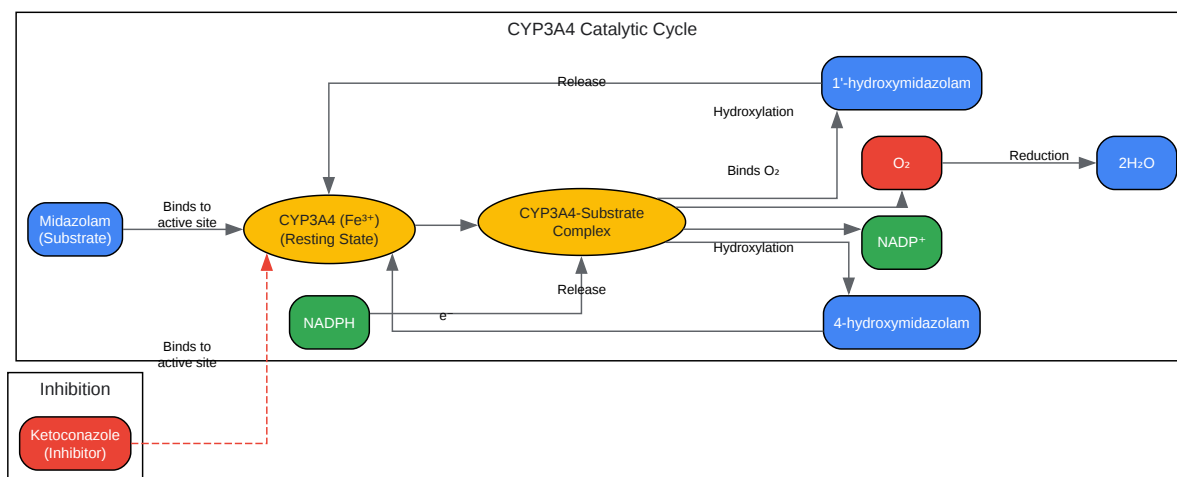 CYP3A4 Catalytic Cycle
Release
1'-hydroxymidazolam
Hydroxylation
O₂
Reduction
2H₂O
Binds O₂
Midazolam
(Substrate)
Binds to
active site
CYP3A4 (Fe³⁺)
(Resting State)
CYP3A4-Substrate
Complex
NADP⁺
Hydroxylation
Release
NADPH
e⁻
4-hydroxymidazolam
Binds to
active site
Inhibition
Ketoconazole
(Inhibitor)